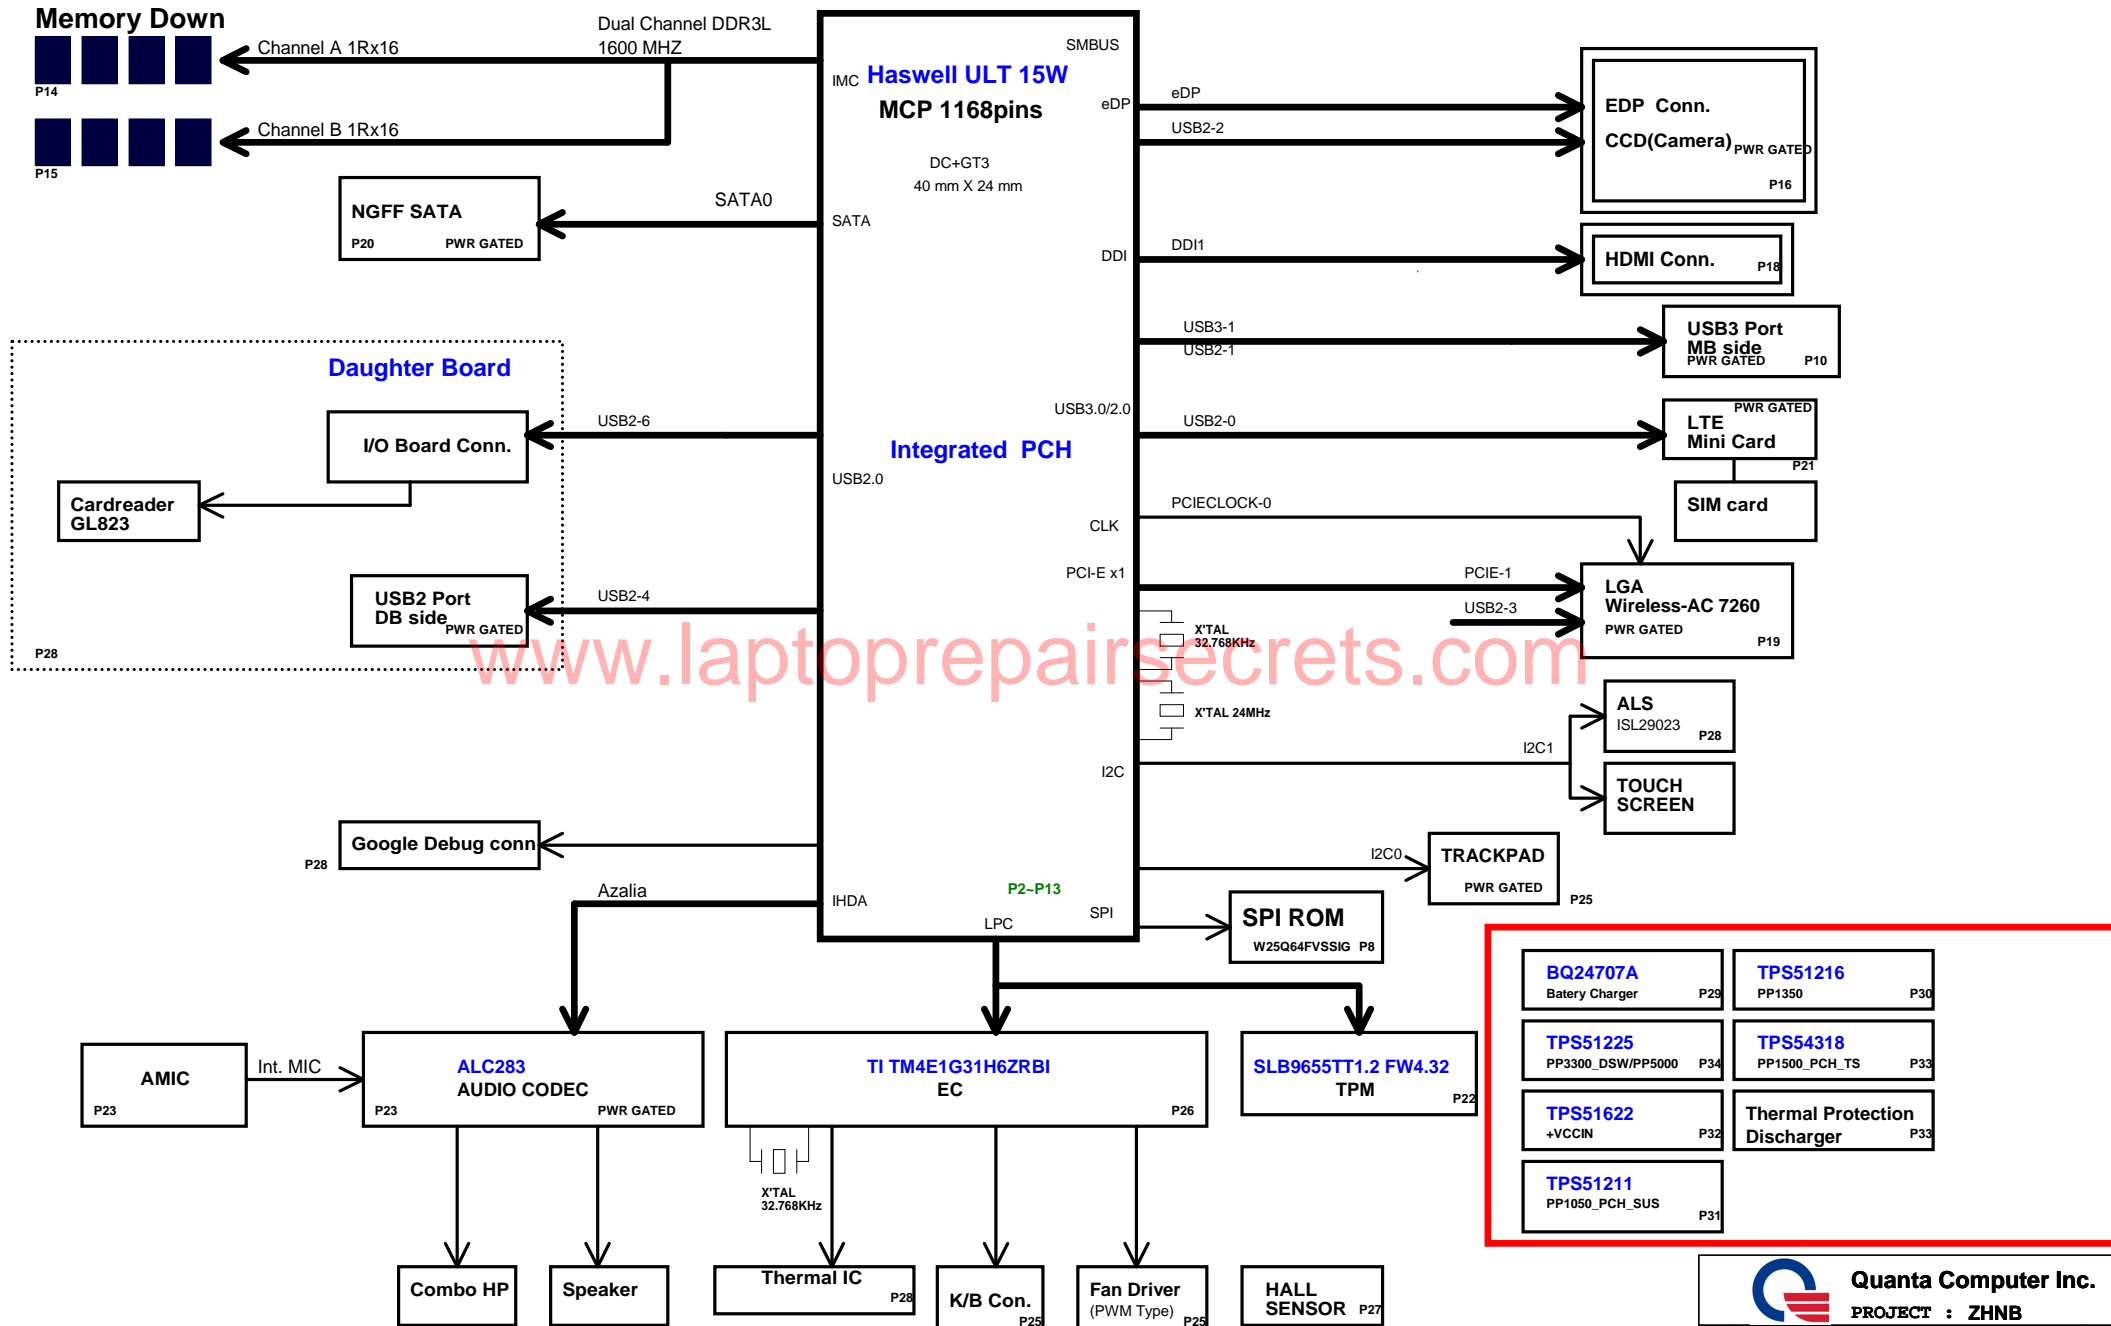 Memory Down
Channel A 1Rx16
P14
Channel B 1Rx16
P15
Dual Channel DDR3L
1600 MHZ
NGFF SATA
P20 PWR GATED
SATA0
Daughter Board
I/O Board Conn.
USB2-6
Cardreader
GL823
USB2 Port
DB side
PWR GATED
USB2-4
P28
Google Debug conn
P28
Azalia
IMC
SATA
USB2.0
IHDA
Haswell ULT 15W
MCP 1168pins
DC+GT3
40 mm X 24 mm
Integrated PCH
P2~P13
LPC
SMBUS
eDP
DDI
USB3.0/2.0
CLK
PCI-E x1
I2C
SPI
eDP
USB2-2
EDP Conn.
CCD(Camera)
PWR GATED
P16
DDI1
HDMI Conn.
P18
USB3-1
USB2-1
USB3 Port
MB side
PWR GATED P10
USB2-0
PWR GATED
LTE
Mini Card
P21
SIM card
PCIECLOCK-0
PCIE-1
USB2-3
LGA
Wireless-AC 7260
PWR GATED
P19
X'TAL
32.768KHz
X'TAL 24MHz
www.laptoprepairsecrets.com
I2C1
ALS
ISL29023
P28
TOUCH
SCREEN
I2C0
TRACKPAD
PWR GATED
P25
SPI ROM
W25Q64FVSSIG P8
AMIC
P23
Int. MIC
ALC283
AUDIO CODEC
P23 PWR GATED
TI TM4E1G31H6ZRBI
EC
P26
SLB9655TT1.2 FW4.32
TPM
P22
X'TAL
32.768KHz
Combo HP
Speaker
Thermal IC
P28
K/B Con.
P25
Fan Driver
(PWM Type)
P25
HALL
SENSOR P27
BQ24707A
Batery Charger P29
TPS51216
PP1350 P30
TPS51225
PP3300_DSW/PP5000 P34
TPS54318
PP1500_PCH_TS P33
TPS51622
+VCCIN P32
Thermal Protection
Discharger P33
TPS51211
PP1050_PCH_SUS
P31
Quanta Computer Inc.
PROJECT : ZHNB